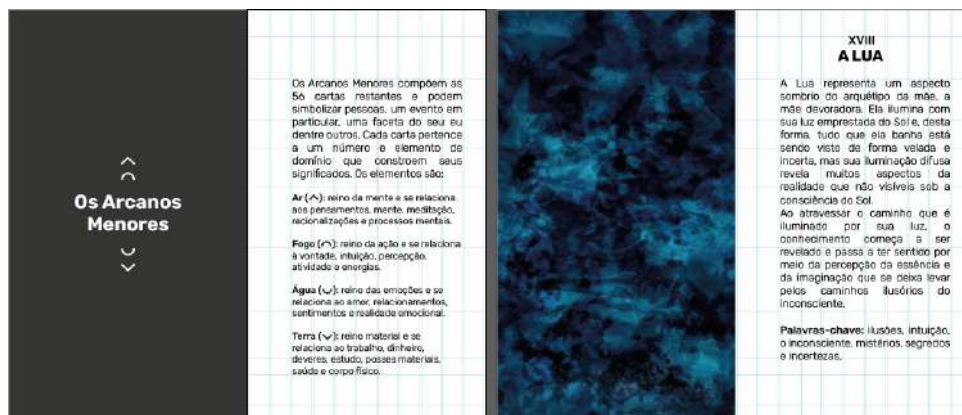 Os Arcanos
Menores
Os Arcanos Menores compõem as
56 cartas restantes e podem
simbolizar pessoas, um evento em
particular, uma faceta do seu eu
dentre outros. Cada carta pertence
a um número e elemento de
domínio que constroem seus
significados. Os elementos são:
Ar (︿): reino da mente e se relaciona
aos pensamentos, mente, meditação,
racionalizações e processos mentais.
Fogo (◠): reino da ação e se relaciona
à vontade, intuição, percepção,
atividade e energias.
Água (◡): reino das emoções e se
relaciona ao amor, relacionamentos,
sentimentos e realidade emocional.
Terra (﹀): reino material e se
relaciona ao trabalho, dinheiro,
deveres, estudo, posses materiais,
saúde e corpo físico.
XVIII
A LUA
A Lua representa um aspecto
sombrio do arquétipo da mãe, a
mãe devoradora. Ela ilumina com
sua luz emprestada do Sol e, desta
forma, tudo que ela banha está
sendo visto de forma velada e
incerta, mas sua iluminação difusa
revela muitos aspectos da
realidade que não visíveis sob a
consciência do Sol.
Ao atravessar o caminho que é
iluminado por sua luz, o
conhecimento começa a ser
revelado e passa a ter sentido por
meio da percepção da essência e
da imaginação que se deixa levar
pelos caminhos ilusórios do
inconsciente.
Palavras-chave: ilusões, intuição,
o inconsciente, mistérios, segredos
e incertezas.